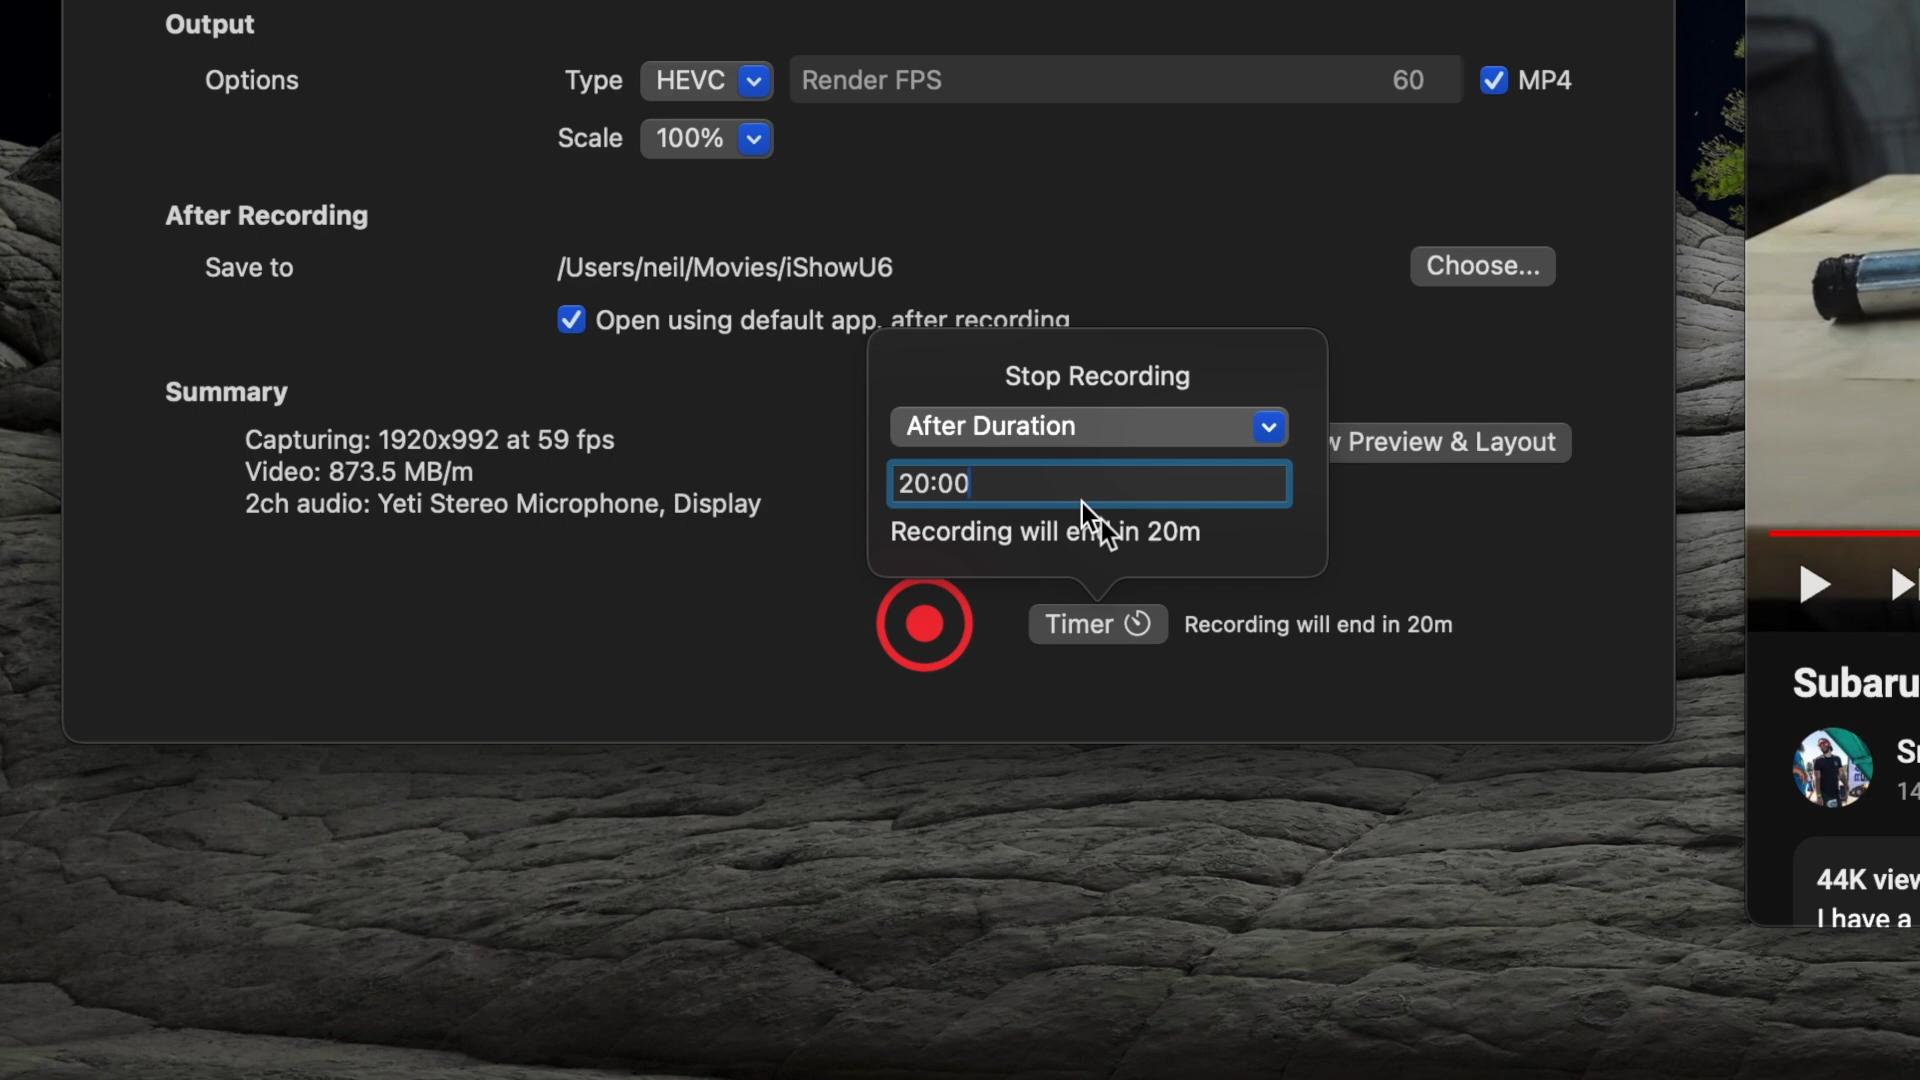 Output
Options Type HEVC Render FPS 60 MP4
Scale 100%
After Recording
Save to /Users/neil/Movies/iShowU6 Choose...
Open using default app, after recording
Stop Recording
Summary
After Duration
Capturing: 1920x992 at 59 fps
Preview & Layout
Video: 873.5 MB/m
20:00
2ch audio: Yeti Stereo Microphone, Display
Recording will end in 20m
Timer Recording will end in 20m
Subaru
44K
I have a